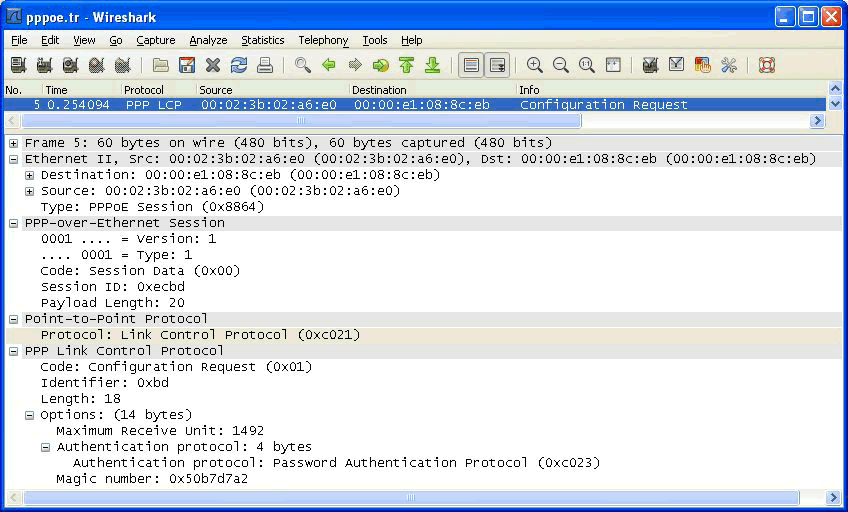 pppoe.tr - Wireshark
File Edit View Go Capture Analyze Statistics Telephony Tools Help
No. Time Protocol Source Destination Info
5 0.254094 PPP LCP 00:02:3b:02:a6:e0 00:00:e1:08:8c:eb Configuration Request
Frame 5: 60 bytes on wire (480 bits), 60 bytes captured (480 bits)
Ethernet II, Src: 00:02:3b:02:a6:e0 (00:02:3b:02:a6:e0), Dst: 00:00:e1:08:8c:eb (00:00:e1:08:8c:eb)
Destination: 00:00:e1:08:8c:eb (00:00:e1:08:8c:eb)
Source: 00:02:3b:02:a6:e0 (00:02:3b:02:a6:e0)
Type: PPPoE Session (0x8864)
PPP-over-Ethernet Session
0001 .... = Version: 1
.... 0001 = Type: 1
Code: Session Data (0x00)
Session ID: 0xecbd
Payload Length: 20
Point-to-Point Protocol
Protocol: Link Control Protocol (0xc021)
PPP Link Control Protocol
Code: Configuration Request (0x01)
Identifier: 0xbd
Length: 18
Options: (14 bytes)
Maximum Receive Unit: 1492
Authentication protocol: 4 bytes
Authentication protocol: Password Authentication Protocol (0xc023)
Magic number: 0x50b7d7a2